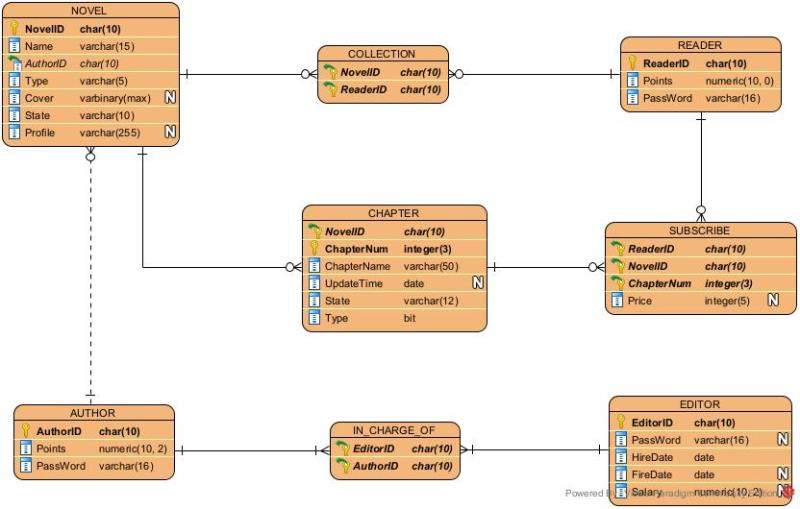 NOVEL
NovelID char(10)
Name varchar(15)
AuthorID char(10)
Type varchar(5)
Cover varbinary(max) N
State varchar(10)
Profile varchar(255) N
COLLECTION
NovelID char(10)
ReaderID char(10)
READER
ReaderID char(10)
Points numeric(10, 0)
PassWord varchar(16)
CHAPTER
NovelID char(10)
ChapterNum integer(3)
ChapterName varchar(50)
UpdateTime date N
State varchar(12)
Type bit
SUBSCRIBE
ReaderID char(10)
NovelID char(10)
ChapterNum integer(3)
Price integer(5) N
AUTHOR
AuthorID char(10)
Points numeric(10, 2)
PassWord varchar(16)
IN_CHARGE_OF
EditorID char(10)
AuthorID char(10)
EDITOR
EditorID char(10)
PassWord varchar(16) N
HireDate date
FireDate date N
Salary numeric(10, 2) N
Powered By Visual Paradigm Community Edition